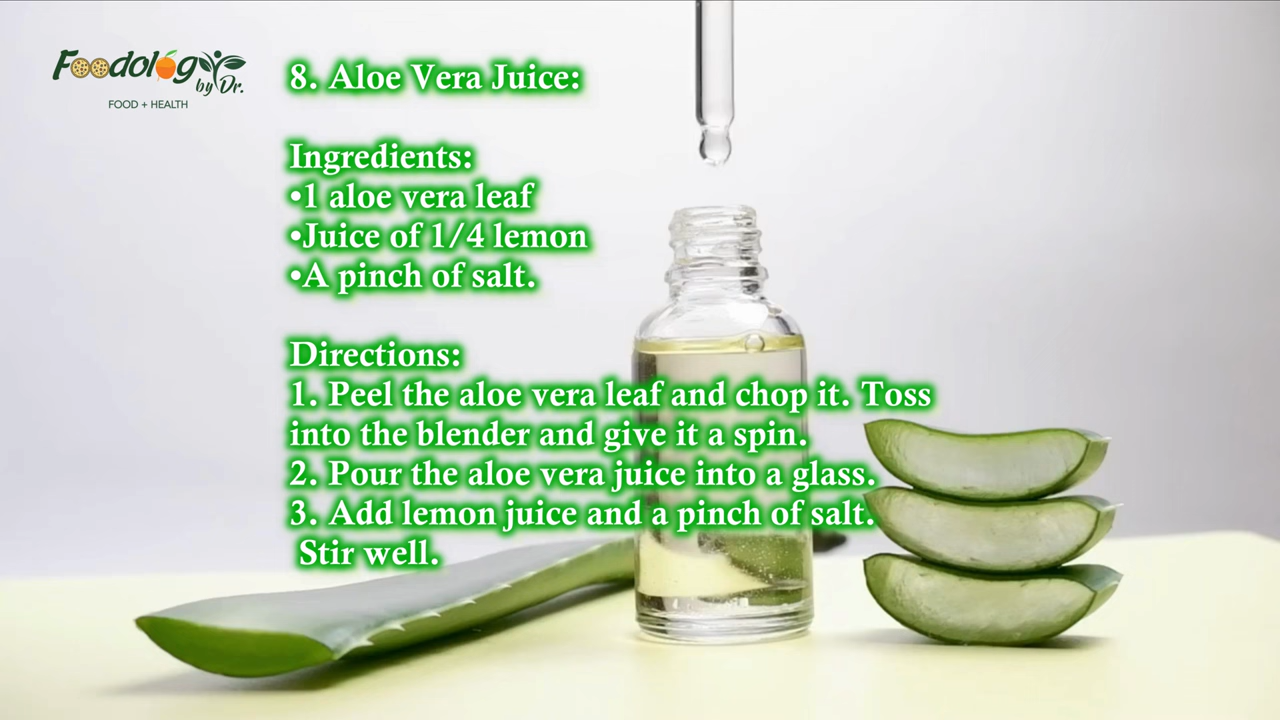 Foodology
by Dr.
FOOD + HEALTH
8. Aloe Vera Juice:
Ingredients:
•1 aloe vera leaf
•Juice of 1/4 lemon
•A pinch of salt.
Directions:
1. Peel the aloe vera leaf and chop it. Toss
into the blender and give it a spin.
2. Pour the aloe vera juice into a glass.
3. Add lemon juice and a pinch of salt.
Stir well.